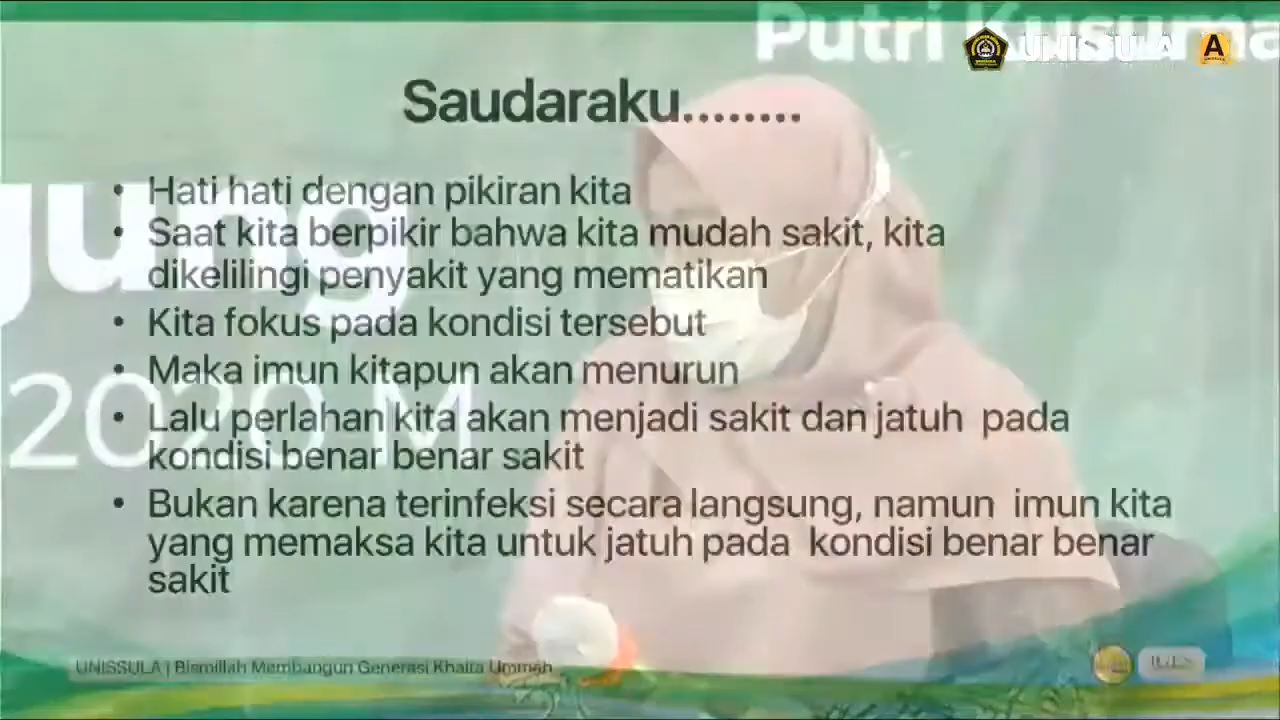 Putri Kusuma
UNISSULA A
Saudaraku........
• Hati hati dengan pikiran kita
• Saat kita berpikir bahwa kita mudah sakit, kita
dikelilingi penyakit yang mematikan
• Kita fokus pada kondisi tersebut
• Maka imun kitapun akan menurun
• Lalu perlahan kita akan menjadi sakit dan jatuh pada
kondisi benar benar sakit
• Bukan karena terinfeksi secara langsung, namun imun kita
yang memaksa kita untuk jatuh pada kondisi benar benar
sakit
gung
2020 M
UNISSULA | Bismillah Membangun Generasi Khaira Ummah